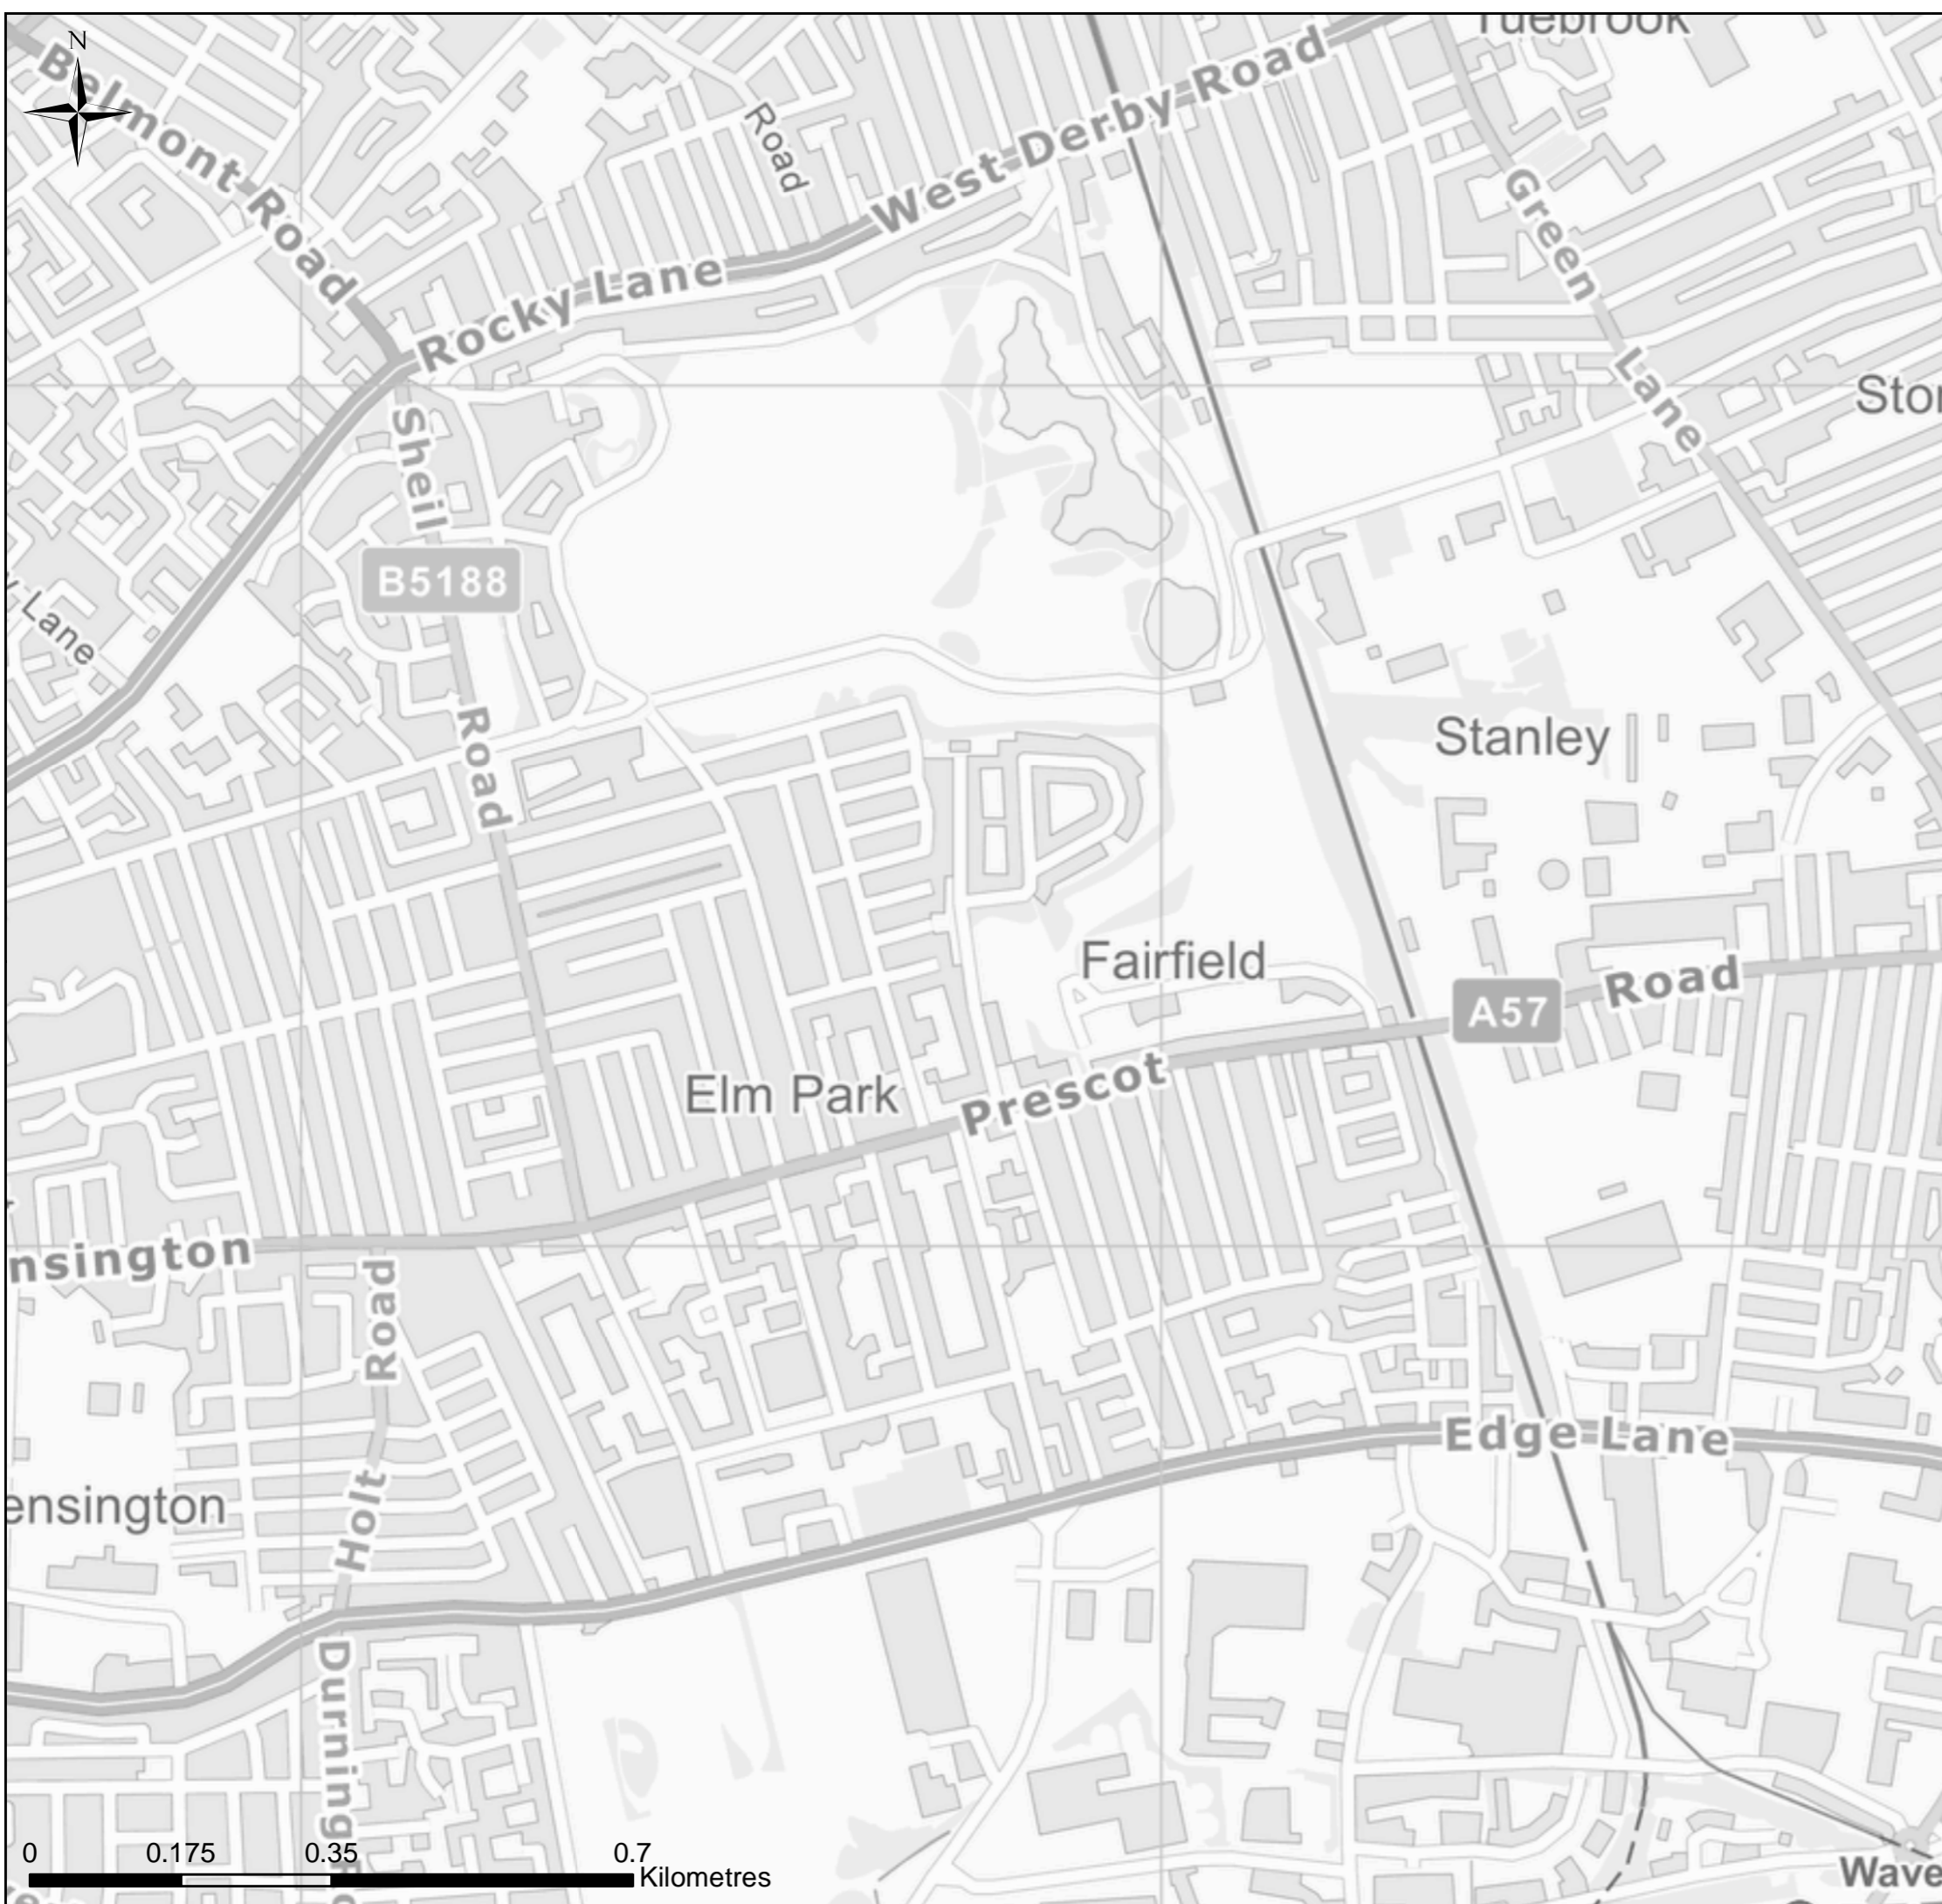 Tuebrook
N
Belmont Road
Road
West Derby Road
Green Lane
Rocky Lane
Stor
Sheil Road
B5188
Lane
Stanley
Fairfield
A57
Road
Elm Park
Prescot
nsington
Road
Holt
Edge Lane
ensington
Durning
0 0.175 0.35 0.7
Kilometres
Wave